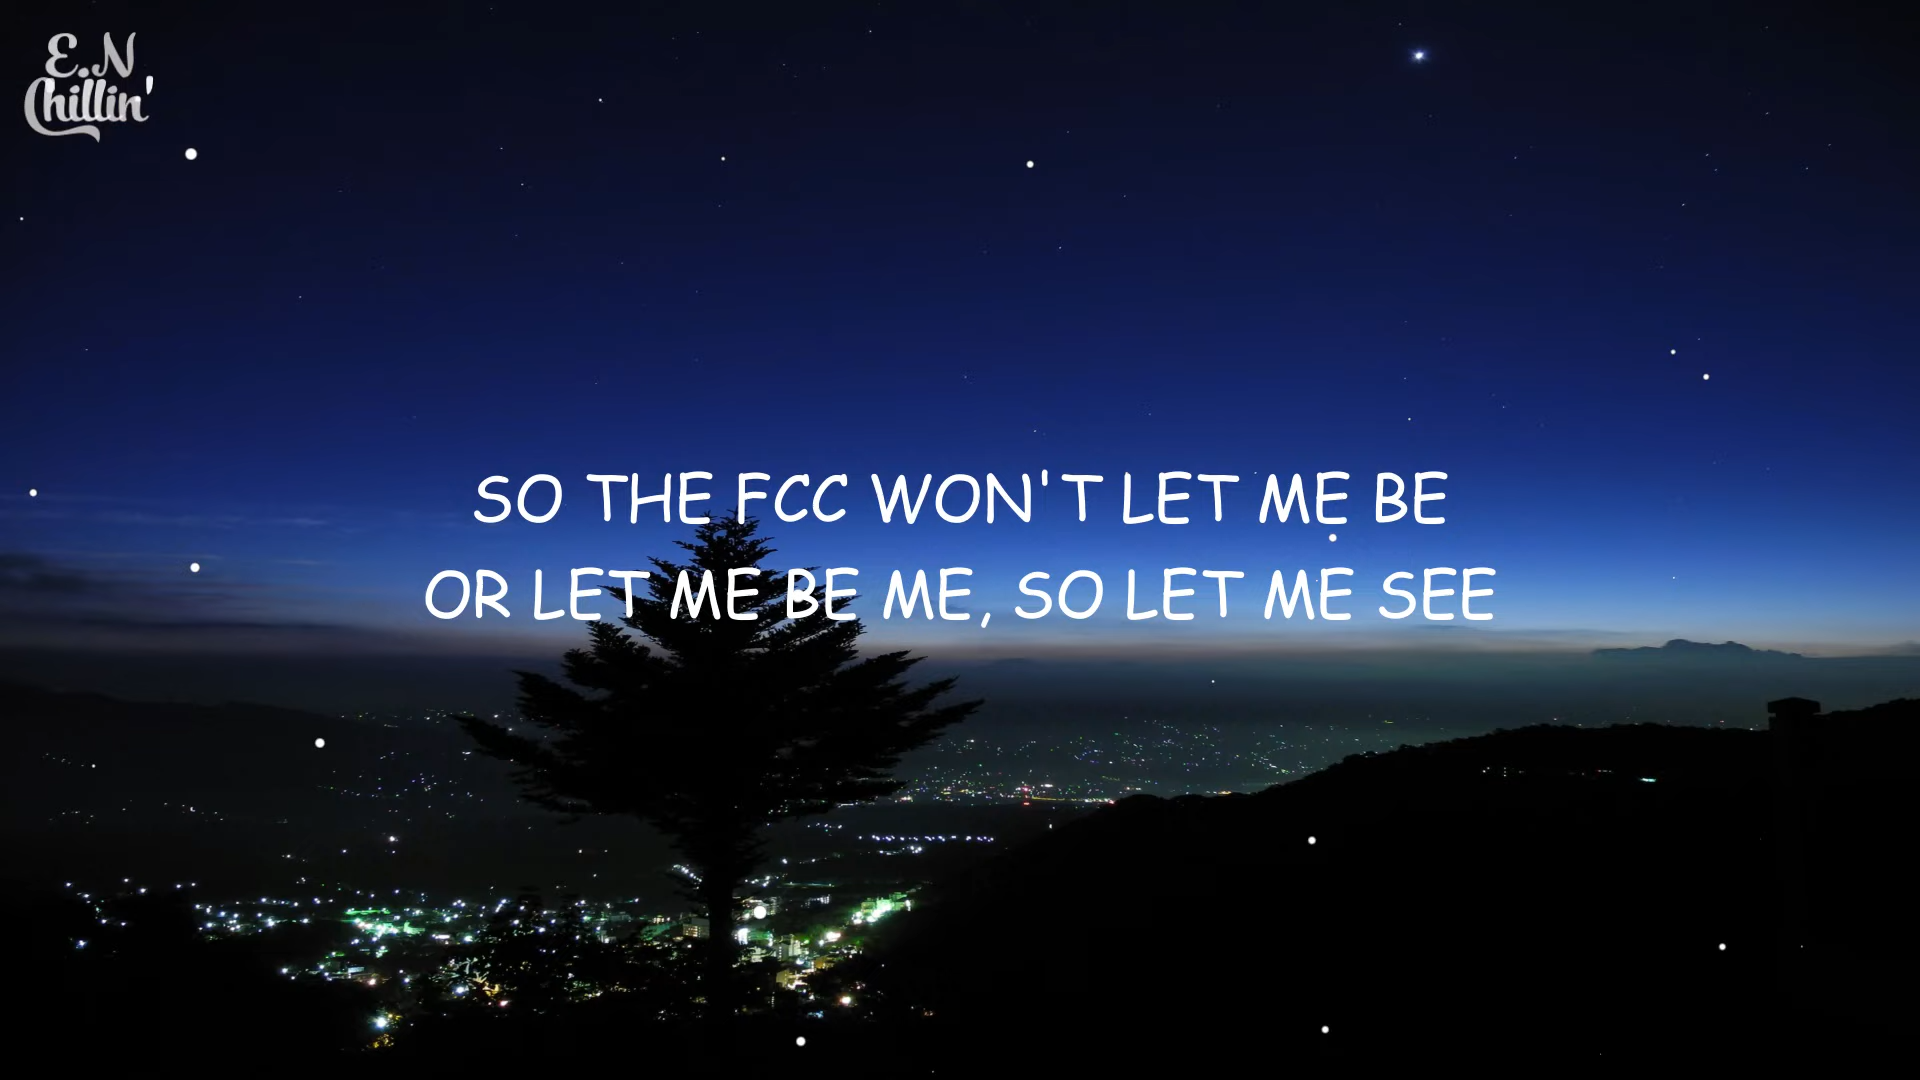 E.N
Chillin'
SO THE FCC WON'T LET ME BE
OR LET ME BE ME, SO LET ME SEE